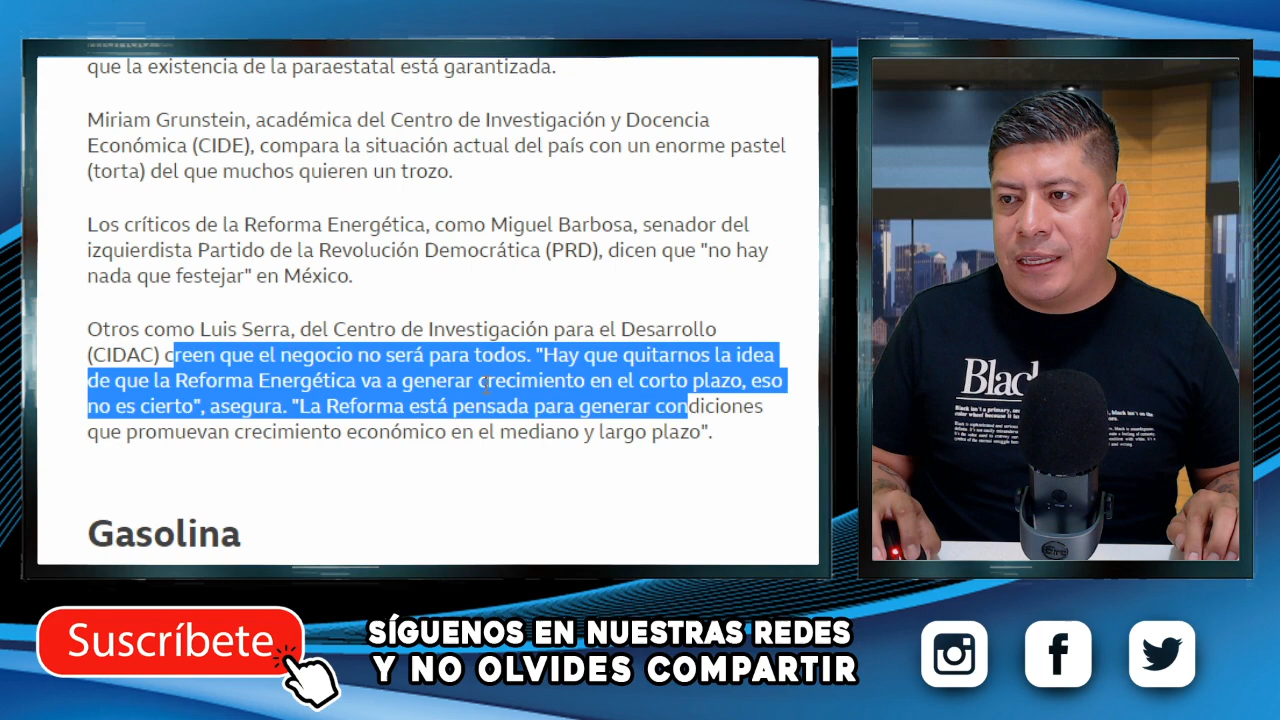 que la existencia de la paraestatal está garantizada.
Miriam Grunstein, académica del Centro de Investigación y Docencia
Económica (CIDE), compara la situación actual del país con un enorme pastel
(torta) del que muchos quieren un trozo.
Los críticos de la Reforma Energética, como Miguel Barbosa, senador del
izquierdista Partido de la Revolución Democrática (PRD), dicen que "no hay
nada que festejar" en México.
Otros como Luis Serra, del Centro de Investigación para el Desarrollo
(CIDAC) creen que el negocio no será para todos. "Hay que quitarnos la idea
de que la Reforma Energética va a generar crecimiento en el corto plazo, eso
no es cierto", asegura. "La Reforma está pensada para generar condiciones
que promuevan crecimiento económico en el mediano y largo plazo".
Gasolina
Black isn't a primary,
Suscríbete
SÍGUENOS EN NUESTRAS REDES
Y NO OLVIDES COMPARTIR